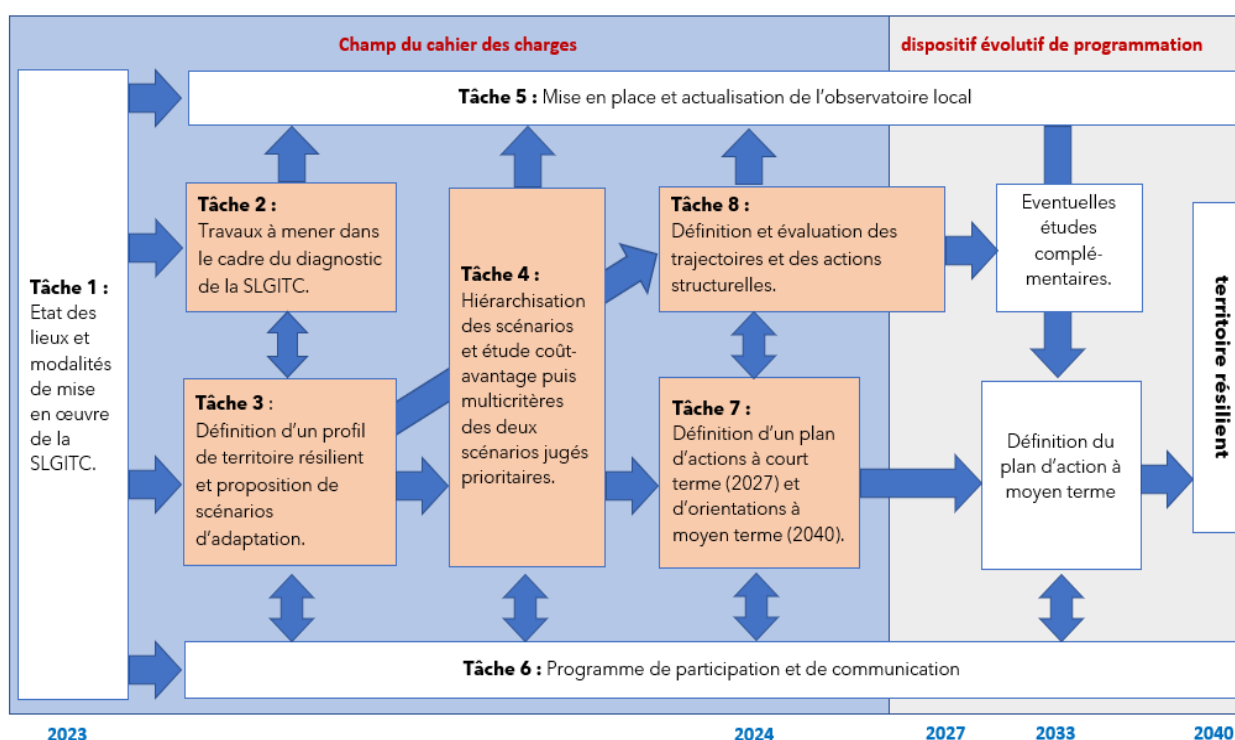 Champ du cahier des charges
dispositif évolutif de programmation
Tâche 5 : Mise en place et actualisation de l’observatoire local
Tâche 1 :
Etat des
lieux et
modalités
de mise
en œuvre
de la
SLGITC.
Tâche 2 :
Travaux à mener dans
le cadre du diagnostic
de la SLGITC.
Tâche 3 :
Définition d’un profil
de territoire résilient
et proposition de
scénarios
d’adaptation.
Tâche 4 :
Hiérarchisation
des scénarios
et étude coût-
avantage puis
multicritères
des deux
scénarios jugés
prioritaires.
Tâche 8 :
Définition et évaluation des
trajectoires et des actions
structurelles.
Tâche 7 :
Définition d’un plan
d’actions à court
terme (2027) et
d’orientations à
moyen terme (2040).
Eventuelles
études
complé-
mentaires.
Définition du
plan d’action à
moyen terme
territoire résilient
Tâche 6 : Programme de participation et de communication
2023
2024
2027
2033
2040